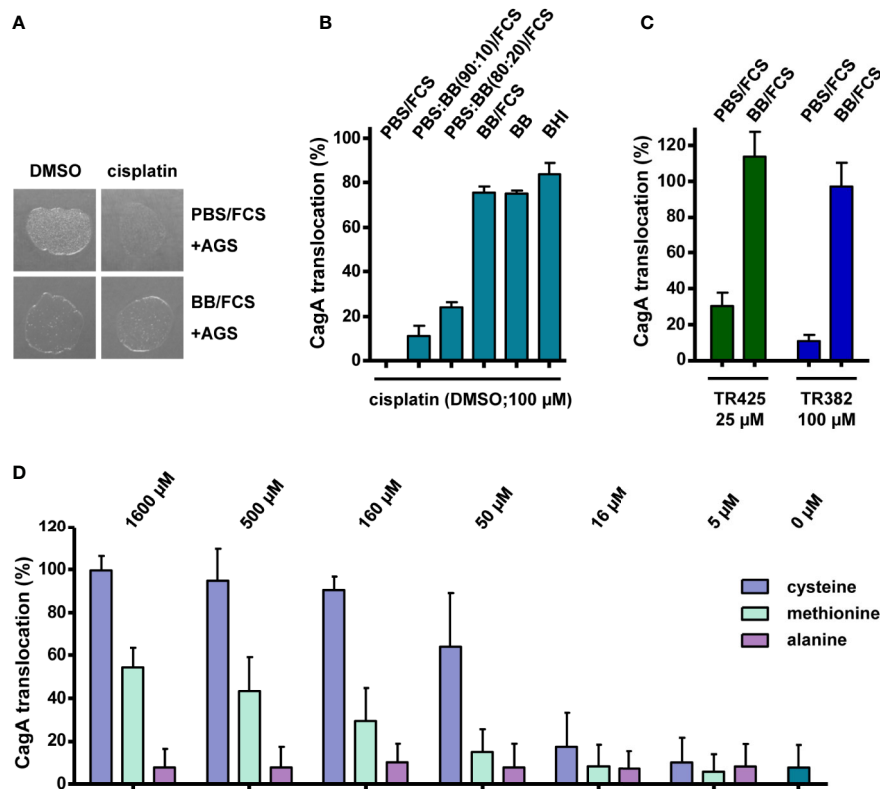 A
DMSO cisplatin
PBS/FCS
+AGS
BB/FCS
+AGS
B
PBS/FCS
PBS:BB(90:10)/FCS
PBS:BB(80:20)/FCS
BB/FCS
BB
BHI
CagA translocation (%)
100
80
60
40
20
0
cisplatin (DMSO;100 µM)
C
PBS/FCS
BB/FCS
PBS/FCS
BB/FCS
CagA translocation (%)
120
100
80
60
40
20
0
TR425 TR382
25 µM 100 µM
D
1600 µM 500 µM 160 µM 50 µM 16 µM 5 µM 0 µM
CagA translocation (%)
120
100
80
60
40
20
0
cysteine
methionine
alanine